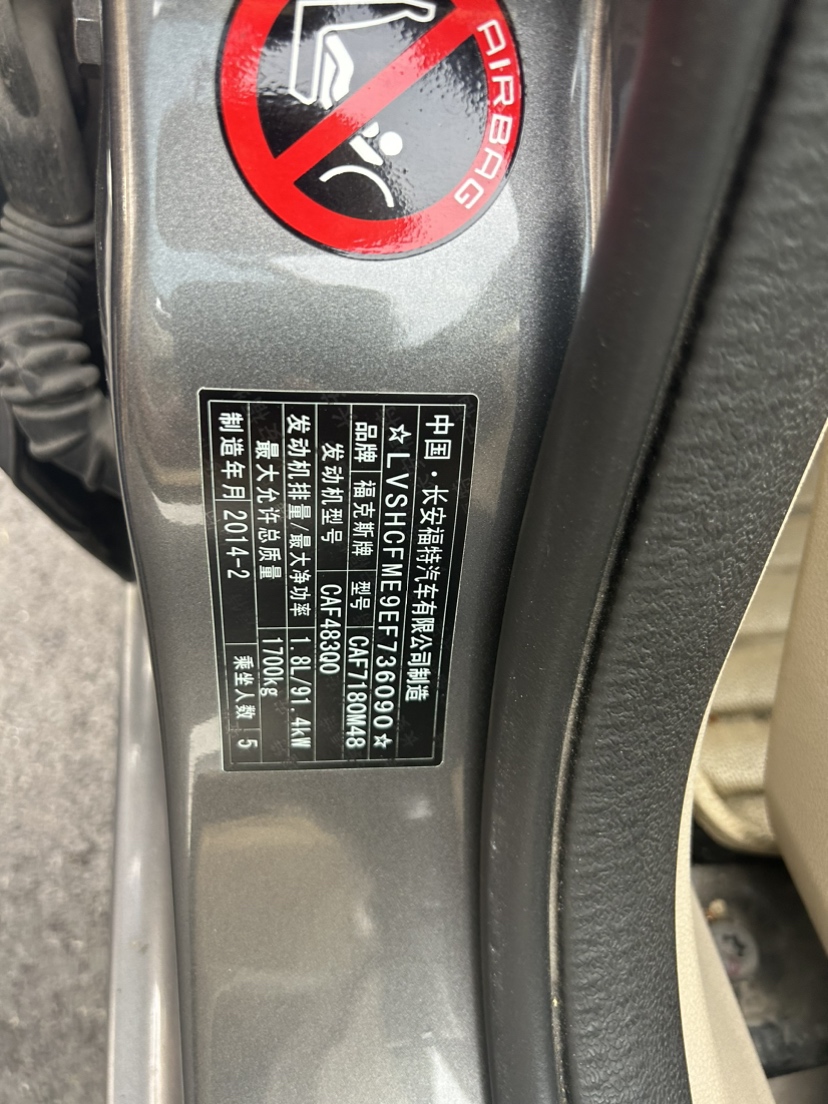 AIRBAG
中国·长安福特汽车有限公司制造
☆LVSHCFME9EF736090☆
品牌 福克斯牌 型号 CAF7180M48
发动机型号 CAF483Q0
发动机排量/最大净功率 1.8L/91.4kW
最大允许总质量 1700kg
制造年月 2014-2 乘坐人数 5